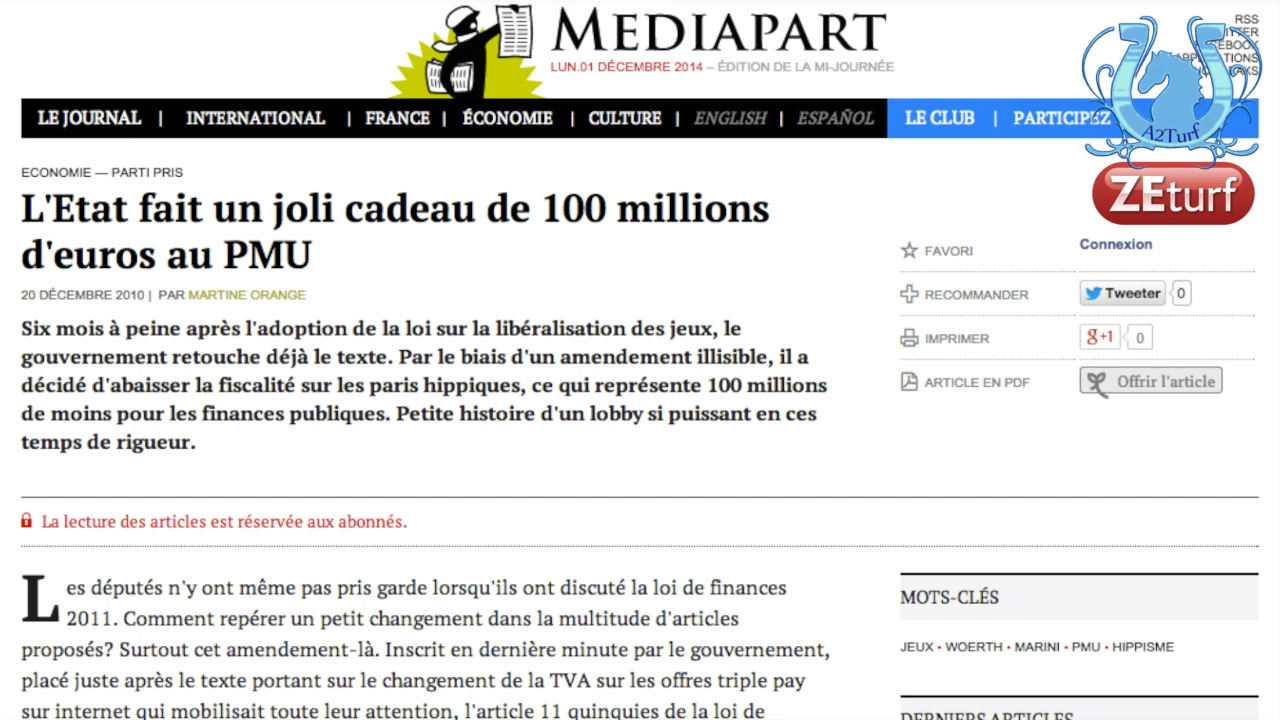 MEDIAPART
LUN.01 DÉCEMBRE 2014 – ÉDITION DE LA MI-JOURNÉE
RSS
LE JOURNAL | INTERNATIONAL | FRANCE | ÉCONOMIE | CULTURE | ENGLISH | ESPAÑOL
LE CLUB | PARTICIPEZ
A2Turf
ZEturf
ECONOMIE — PARTI PRIS
L'Etat fait un joli cadeau de 100 millions
d'euros au PMU
20 DÉCEMBRE 2010 | PAR MARTINE ORANGE
Six mois à peine après l'adoption de la loi sur la libéralisation des jeux, le
gouvernement retouche déjà le texte. Par le biais d'un amendement illisible, il a
décidé d'abaisser la fiscalité sur les paris hippiques, ce qui représente 100 millions
de moins pour les finances publiques. Petite histoire d'un lobby si puissant en ces
temps de rigueur.
FAVORI
Connexion
RECOMMANDER
Tweeter 0
IMPRIMER
g+1 0
ARTICLE EN PDF
Offrir l'article
La lecture des articles est réservée aux abonnés.
Les députés n'y ont même pas pris garde lorsqu'ils ont discuté la loi de finances
2011. Comment repérer un petit changement dans la multitude d'articles
proposés? Surtout cet amendement-là. Inscrit en dernière minute par le gouvernement,
placé juste après le texte portant sur le changement de la TVA sur les offres triple pay
sur internet qui mobilisait toute leur attention, l'article 11 quinquies de la loi de
MOTS-CLÉS
JEUX • WOERTH • MARINI • PMU • HIPPISME
DERNIERS ARTICLES